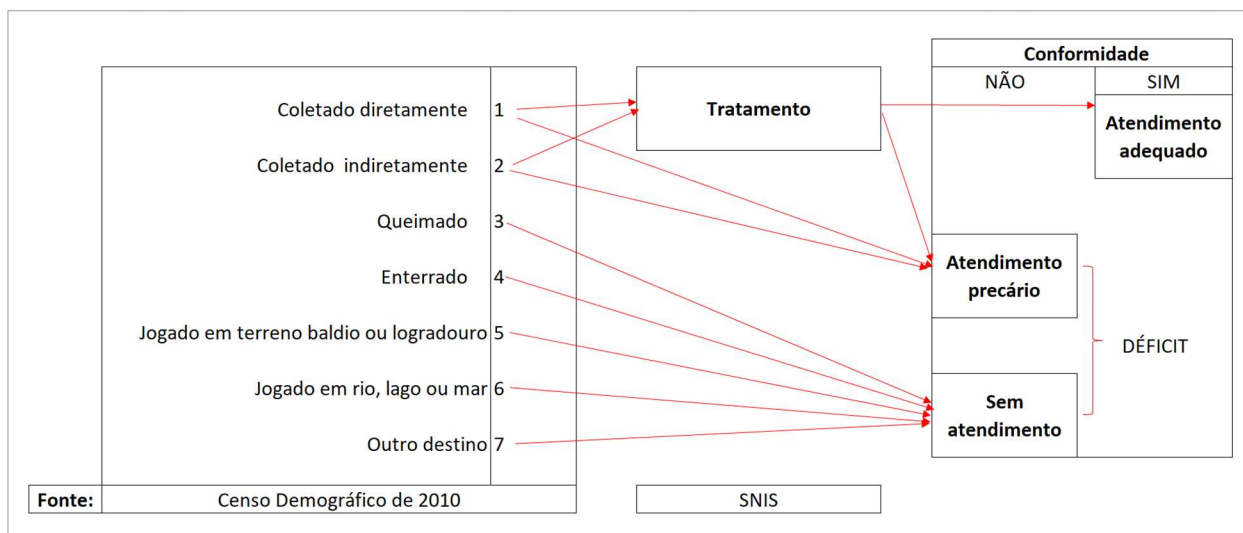 Conformidade
NÃO
SIM
Coletado diretamente 1
Tratamento
Atendimento
adequado
Coletado indiretamente 2
Queimado 3
Enterrado 4
Atendimento
precário
Jogado em terreno baldio ou logradouro 5
DÉFICIT
Jogado em rio, lago ou mar 6
Sem
atendimento
Outro destino 7
Fonte:
Censo Demográfico de 2010
SNIS